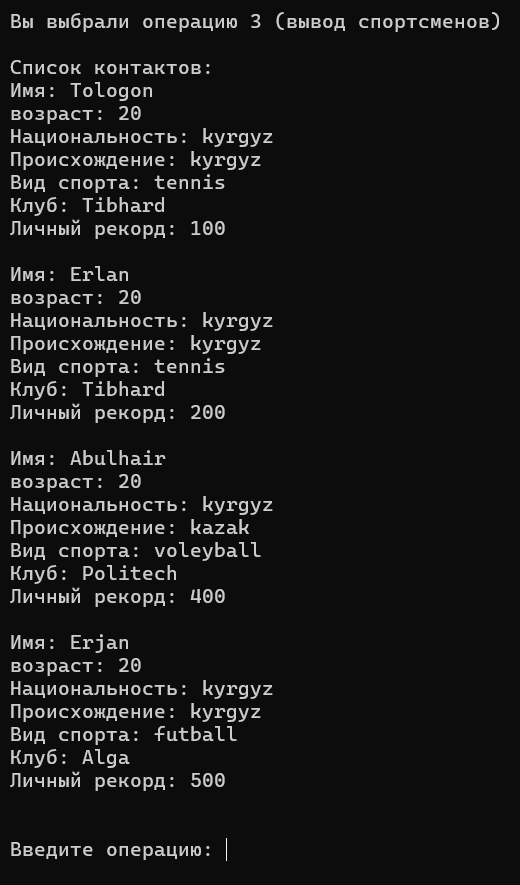 Вы выбрали операцию 3 (вывод спортсменов)
Список контактов:
Имя: Tologon
возраст: 20
Национальность: kyrgyz
Происхождение: kyrgyz
Вид спорта: tennis
Клуб: Tibhard
Личный рекорд: 100
Имя: Erlan
возраст: 20
Национальность: kyrgyz
Происхождение: kyrgyz
Вид спорта: tennis
Клуб: Tibhard
Личный рекорд: 200
Имя: Abulhair
возраст: 20
Национальность: kyrgyz
Происхождение: kazak
Вид спорта: voleyball
Клуб: Politech
Личный рекорд: 400
Имя: Erjan
возраст: 20
Национальность: kyrgyz
Происхождение: kyrgyz
Вид спорта: futball
Клуб: Alga
Личный рекорд: 500
Введите операцию: